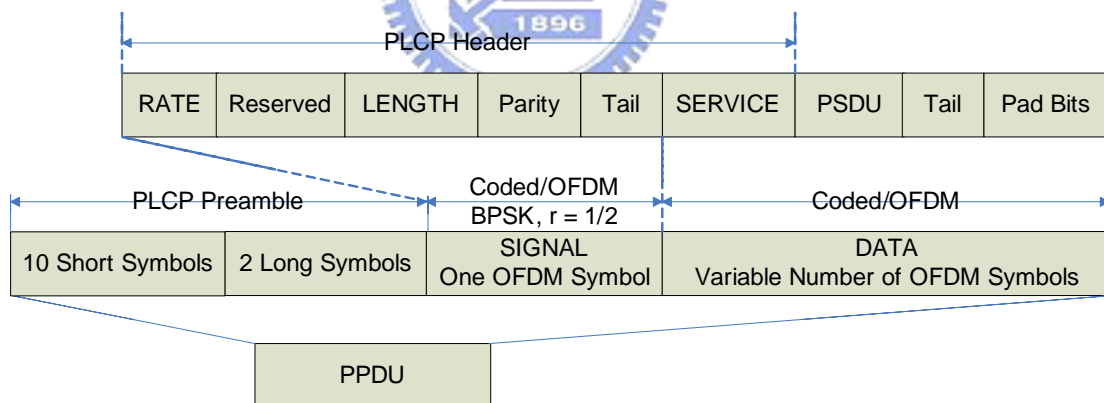 1896
PLCP Header
RATE Reserved LENGTH Parity Tail SERVICE PSDU Tail Pad Bits
PLCP Preamble
Coded/OFDM
BPSK, r = 1/2
Coded/OFDM
10 Short Symbols
2 Long Symbols
SIGNAL
One OFDM Symbol
DATA
Variable Number of OFDM Symbols
PPDU